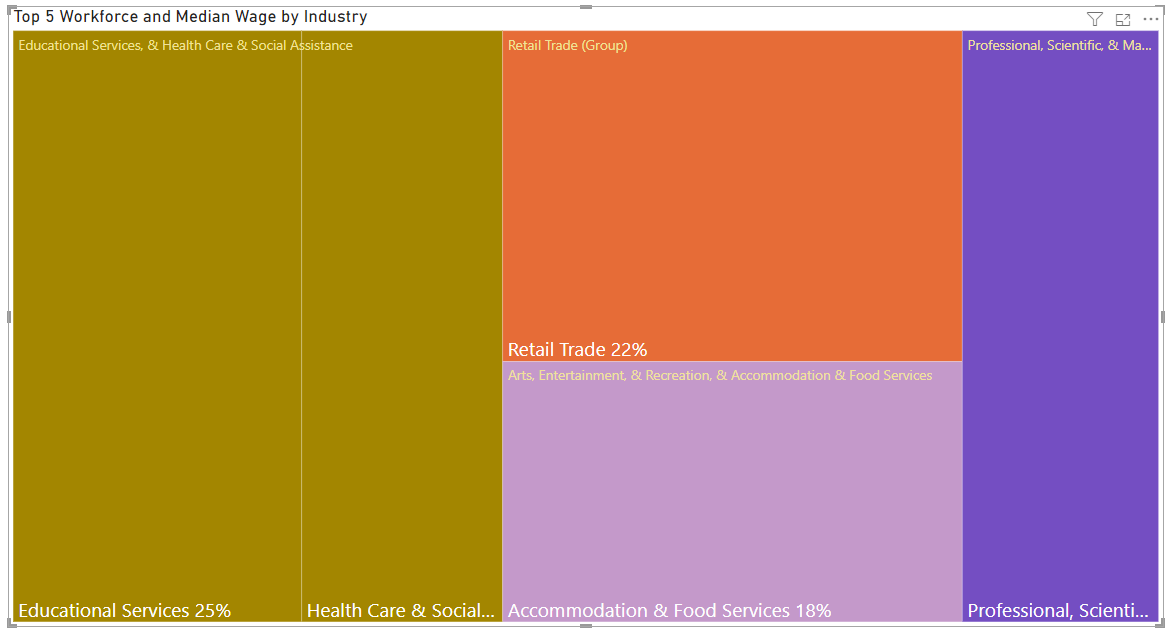 Top 5 Workforce and Median Wage by Industry
Educational Services, & Health Care & Social Assistance
Retail Trade (Group)
Professional, Scientific, & Ma...
Retail Trade 22%
Arts, Entertainment, & Recreation, & Accommodation & Food Services
Educational Services 25%
Health Care & Social...
Accommodation & Food Services 18%
Professional, Scienti...